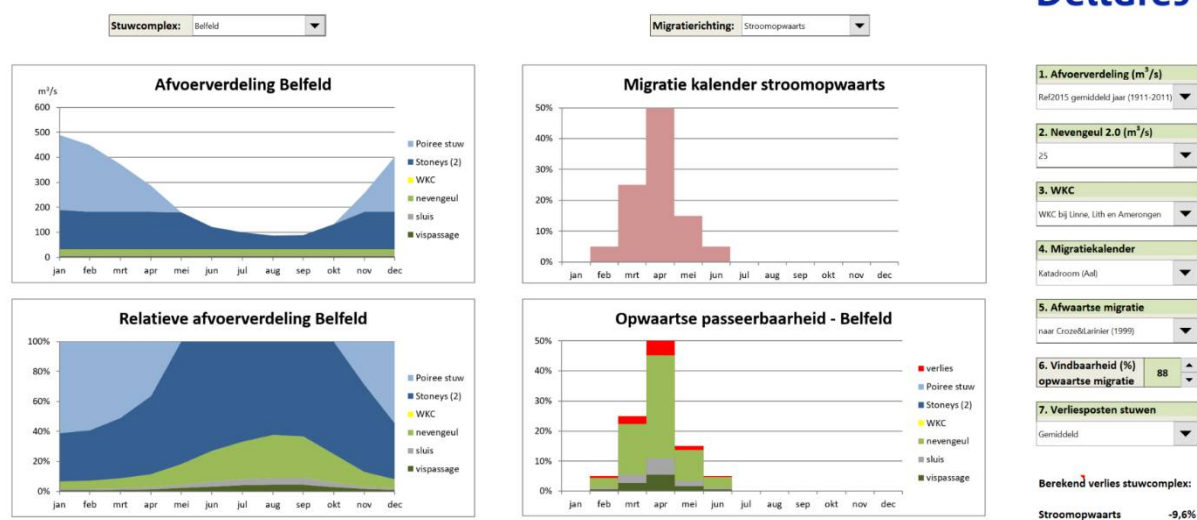 Stuwcomplex: Belfeld
Migratierichting: Stroomopwaarts
Afvoerverdeling Belfeld
m³/s
600
500
400
300
200
100
0
jan feb mrt apr mei jun jul aug sep okt nov dec
Poiree stuw
Stoneys (2)
WKC
nevengeul
sluis
vispassage
Migratie kalender stroomopwaarts
50%
40%
30%
20%
10%
0%
jan feb mrt apr mei jun jul aug sep okt nov dec
Relatieve afvoerverdeling Belfeld
100%
80%
60%
40%
20%
0%
jan feb mrt apr mei jun jul aug sep okt nov dec
Poiree stuw
Stoneys (2)
WKC
nevengeul
sluis
vispassage
Opwaartse passeerbaarheid - Belfeld
50%
40%
30%
20%
10%
0%
jan feb mrt apr mei jun jul aug sep okt nov dec
verlies
Poiree stuw
Stoneys (2)
WKC
nevengeul
sluis
vispassage
1. Afvoerverdeling (m³/s)
Ref2015 gemiddeld jaar (1911-2011)
2. Nevengeul 2.0 (m³/s)
25
3. WKC
WKC bij Linne, Lith en Amerongen
4. Migratiekalender
Katadroom (Aal)
5. Afwaartse migratie
naar Croze&Larinier (1999)
6. Vindbaarheid (%) 88
opwaartse migratie
7. Verliesposten stuwen
Gemiddeld
Berekend verlies stuwcomplex:
Stroomopwaarts -9,6%